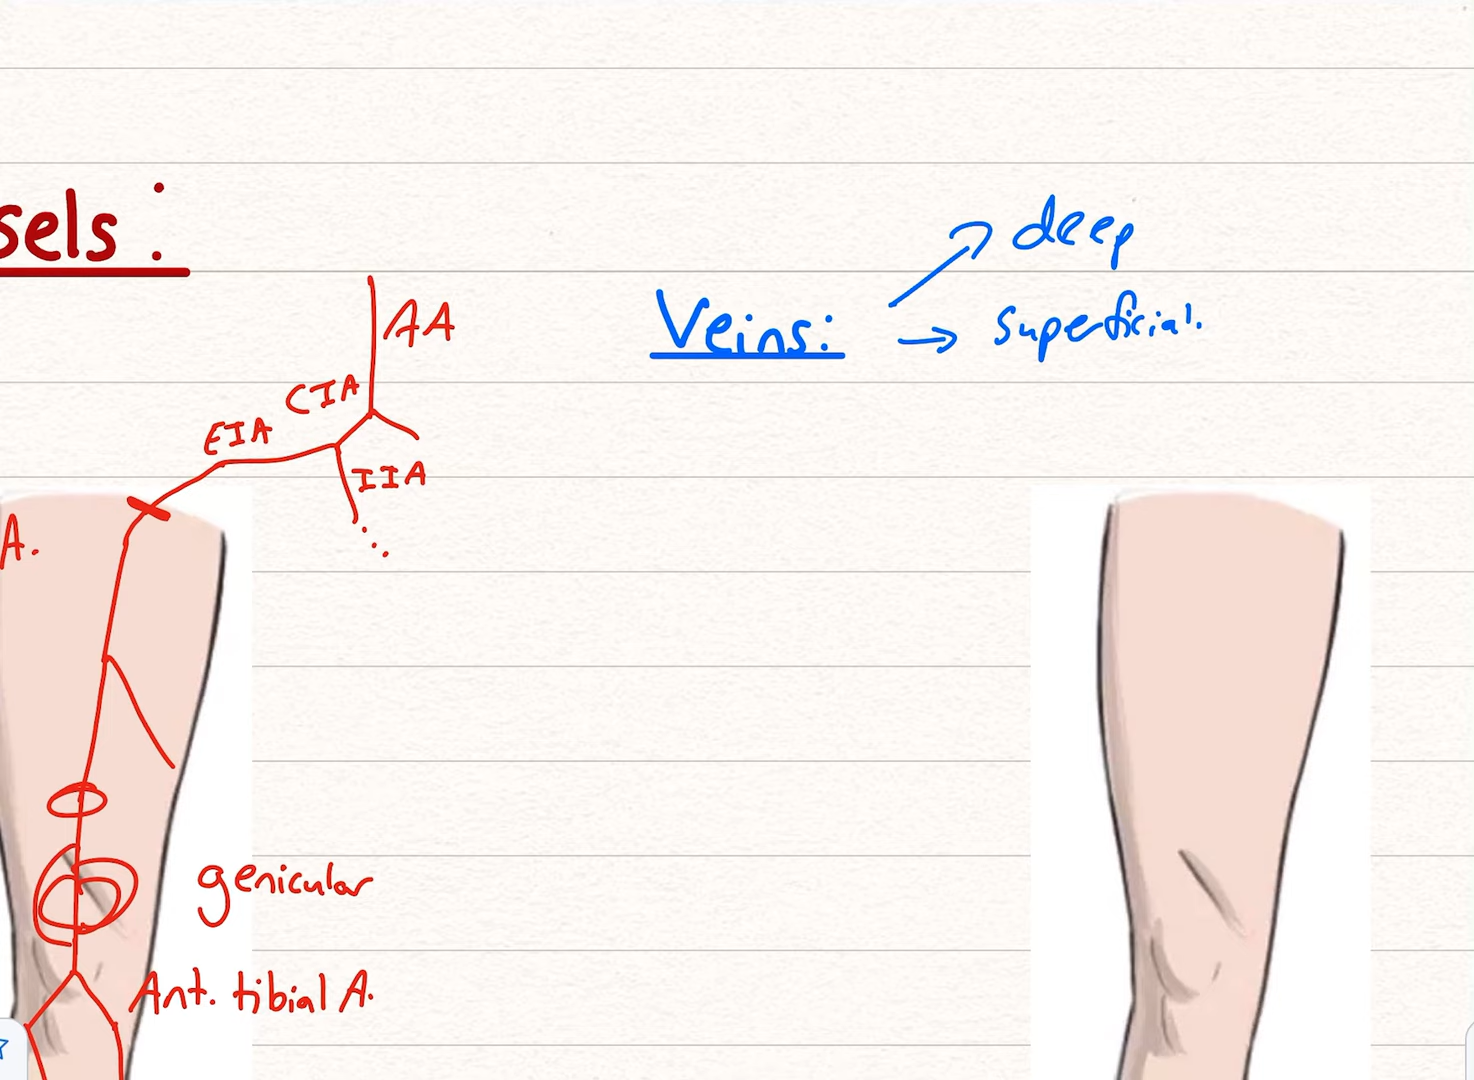 sels:
deep
Veins:
superficial.
AA
CIA
EIA
IIA
A.
genicular
Ant. tibial A.